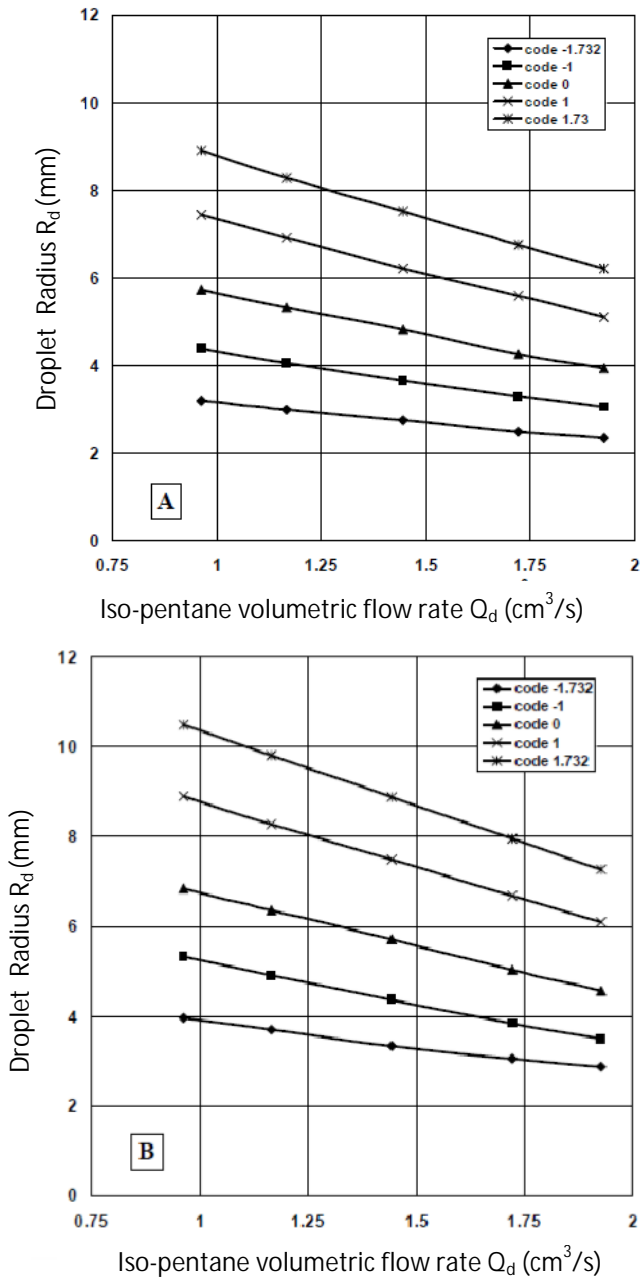 12
10
8
6
4
2
0
code -1.732
code -1
code 0
code 1
code 1.73
A
0.75 1 1.25 1.5 1.75 2
Droplet Radius Rd (mm)
Iso-pentane volumetric flow rate Qd (cm3/s)
12
10
8
6
4
2
0
code -1.732
code -1
code 0
code 1
code 1.732
B
0.75 1 1.25 1.5 1.75 2
Droplet Radius Rd (mm)
Iso-pentane volumetric flow rate Qd (cm3/s)